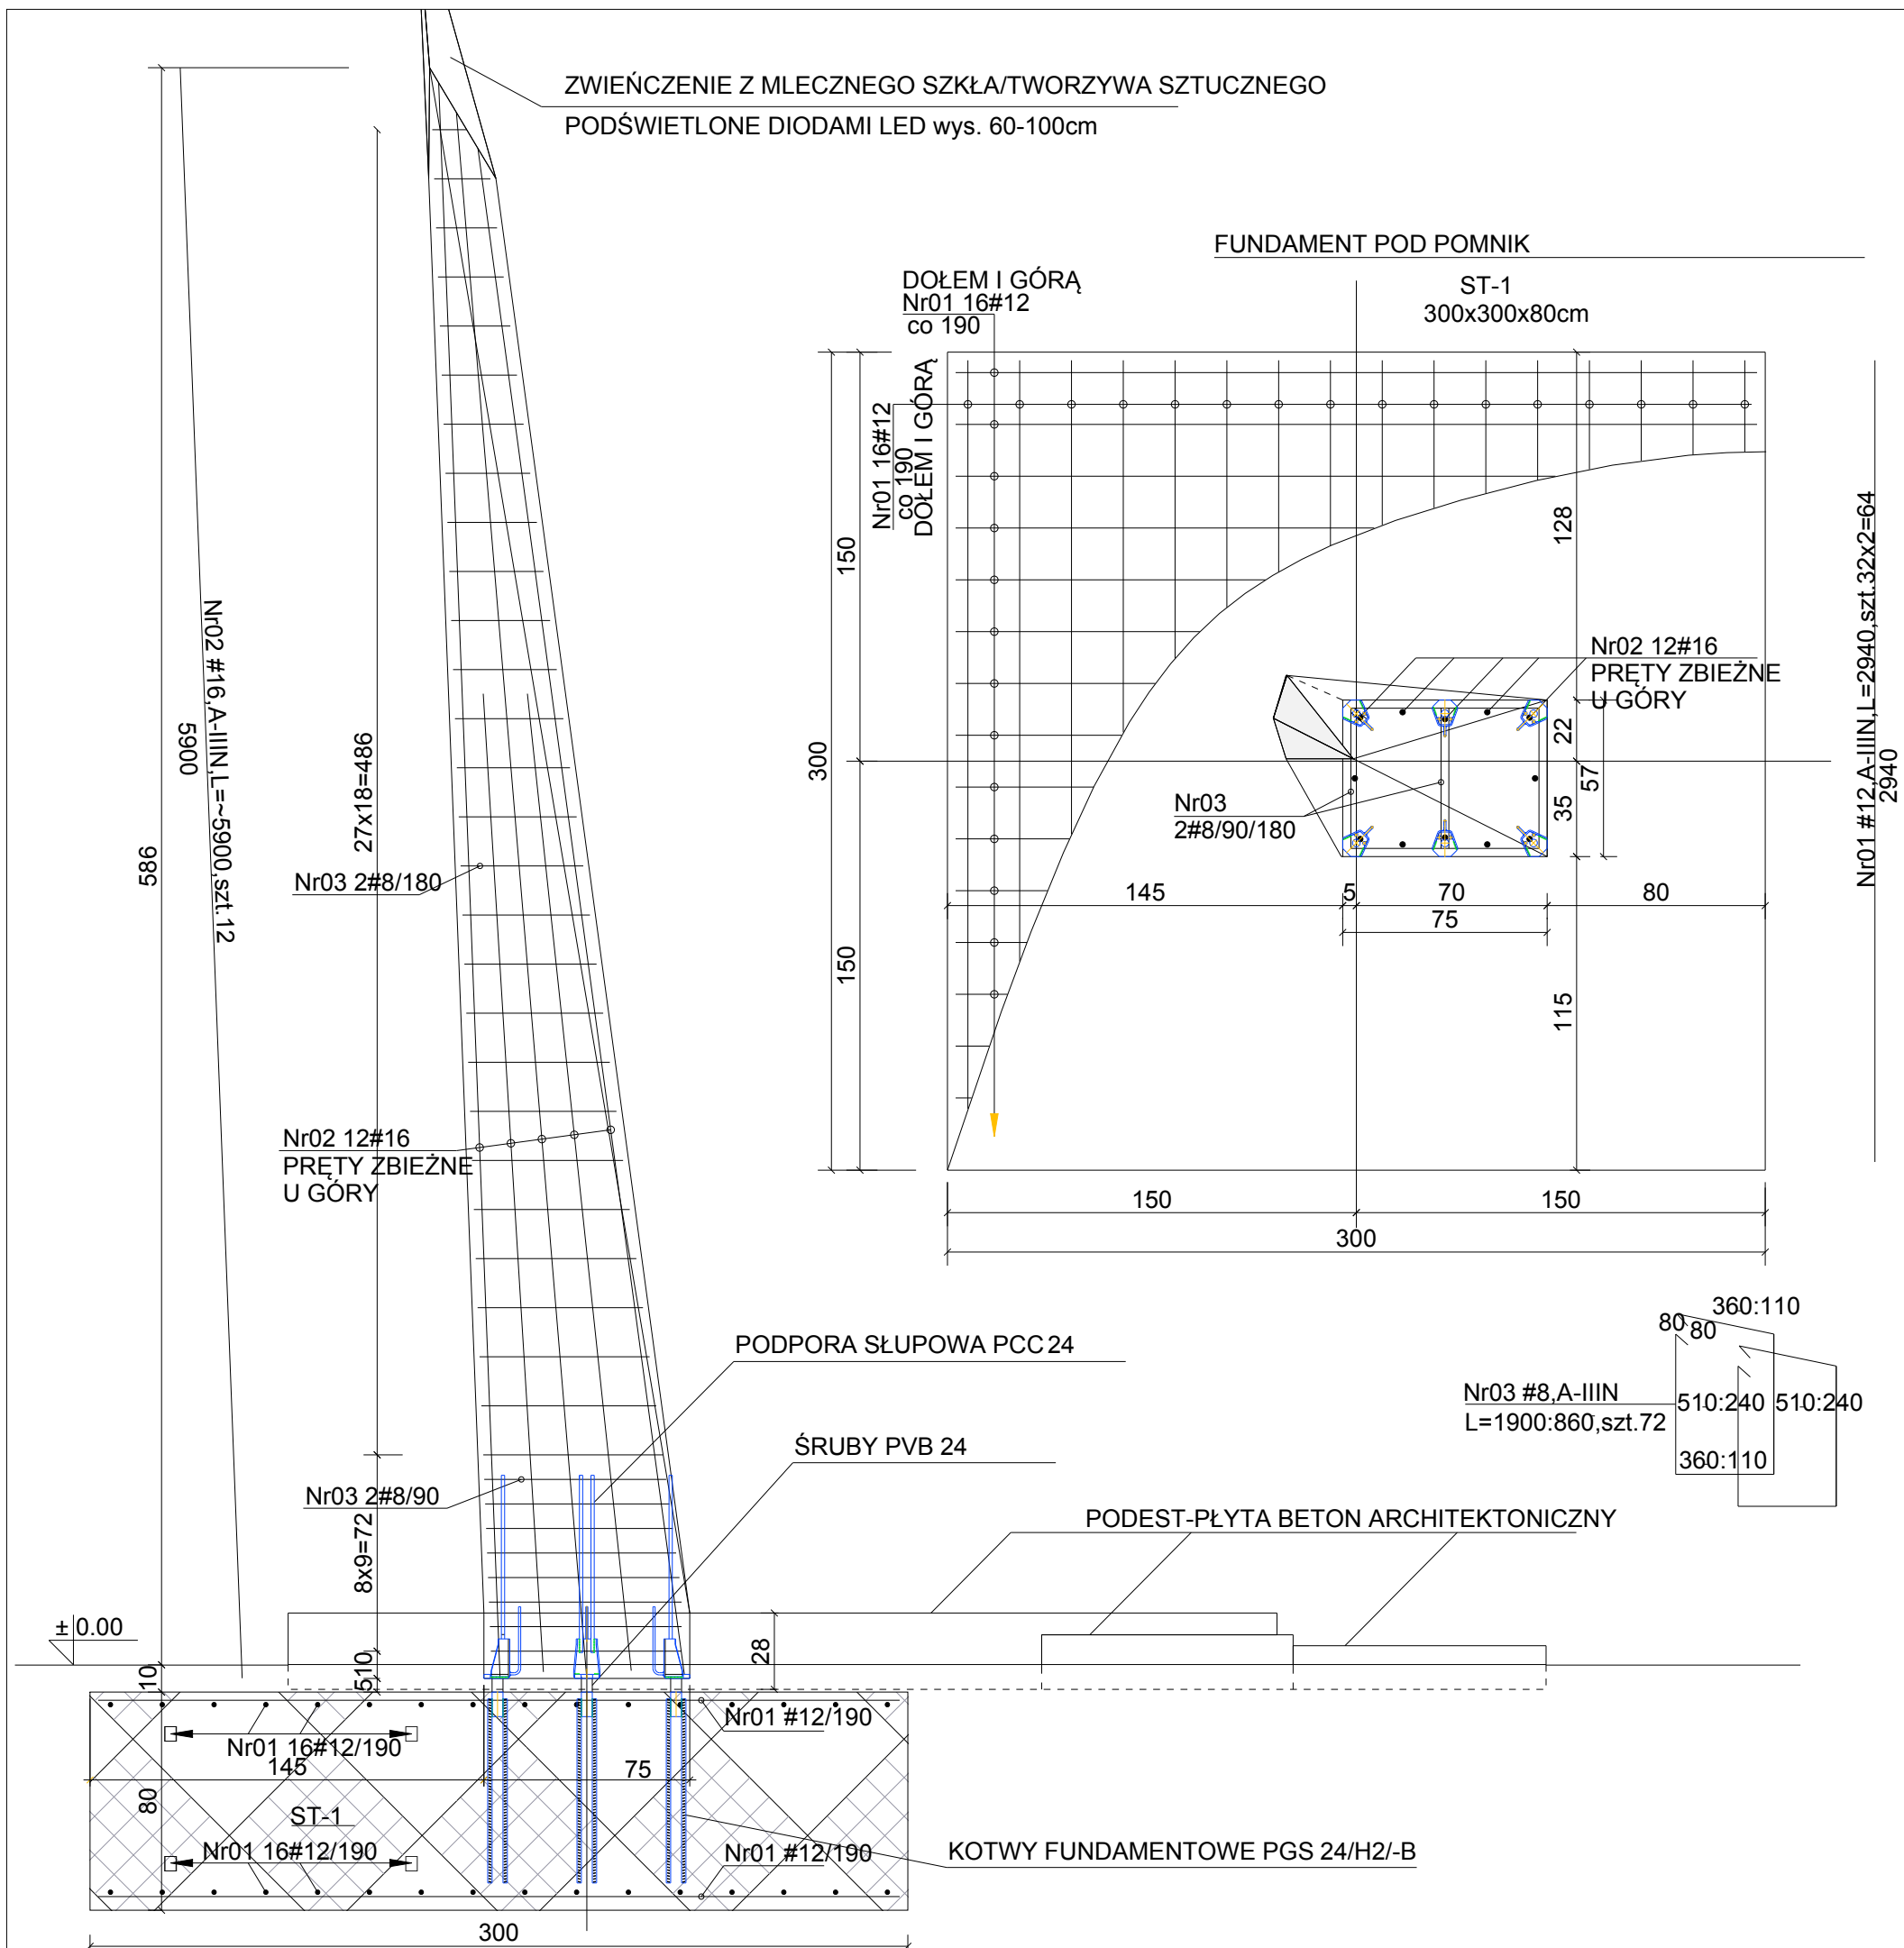 ZWIEŃCZENIE Z MLECZNEGO SZKŁA/TWORZYWA SZTUCZNEGO
PODŚWIETLONE DIODAMI LED wys. 60-100cm
FUNDAMENT POD POMNIK
ST-1
300x300x80cm
DOŁEM I GÓRĄ
Nr01 16#12
co 190
Nr01 16#12
co 190
DOŁEM I GÓRĄ
150
300
150
128
22
35
57
115
Nr02 12#16
PRĘTY ZBIEŻNE
U GÓRY
Nr03
2#8/90/180
145
5
70
80
75
150
150
300
Nr01 #12,A-IIIN,L=2940,szt.32x2=64
2940
586
Nr02 #16,A-IIIN,L=~5900,szt.12
5900
27x18=486
Nr03 2#8/180
Nr02 12#16
PRĘTY ZBIEŻNE
U GÓRY
PODPORA SŁUPOWA PCC 24
ŚRUBY PVB 24
Nr03 2#8/90
8x9=72
PODEST-PŁYTA BETON ARCHITEKTONICZNY
360:110
80
80
Nr03 #8,A-IIIN
L=1900:860,szt.72
510:240
510:240
360:110
± 0.00
10
510
28
Nr01 #12/190
Nr01 16#12/190
145
75
80
ST-1
Nr01 16#12/190
Nr01 #12/190
KOTWY FUNDAMENTOWE PGS 24/H2/-B
300